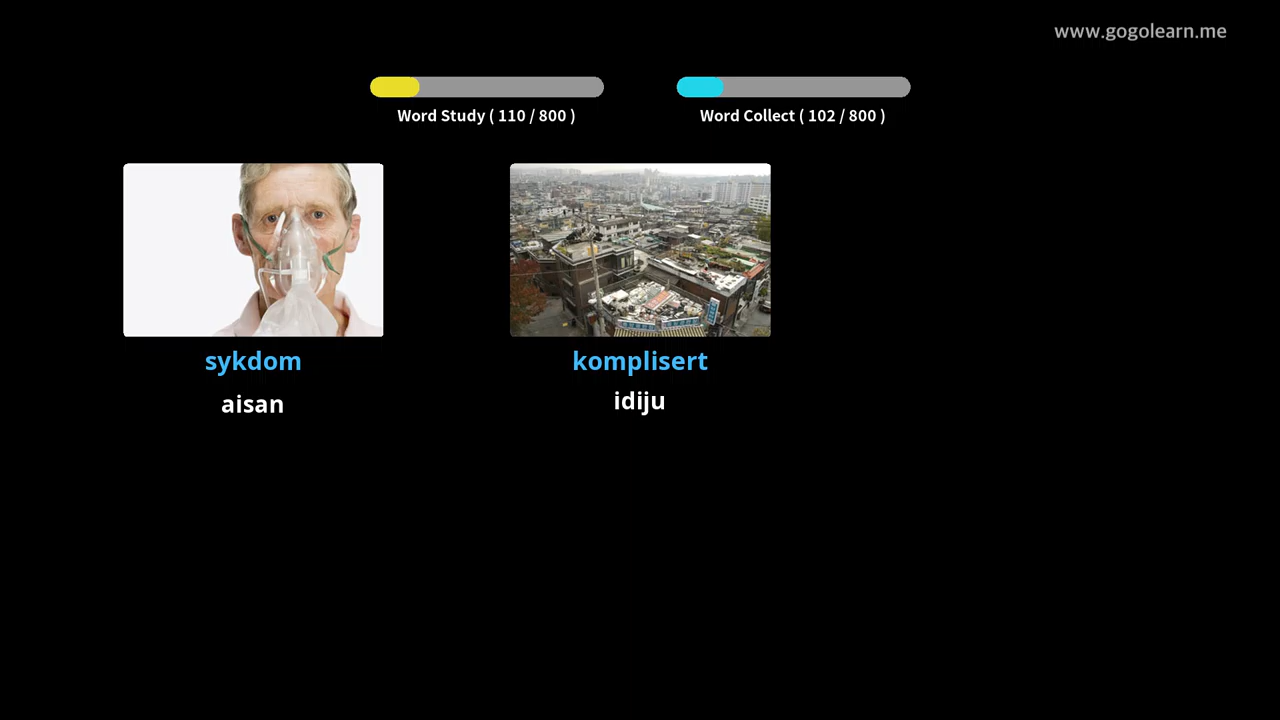 www.gogolearn.me
Word Study ( 110 / 800 )
Word Collect ( 102 / 800 )
sykdom
komplisert
aisan
idiju